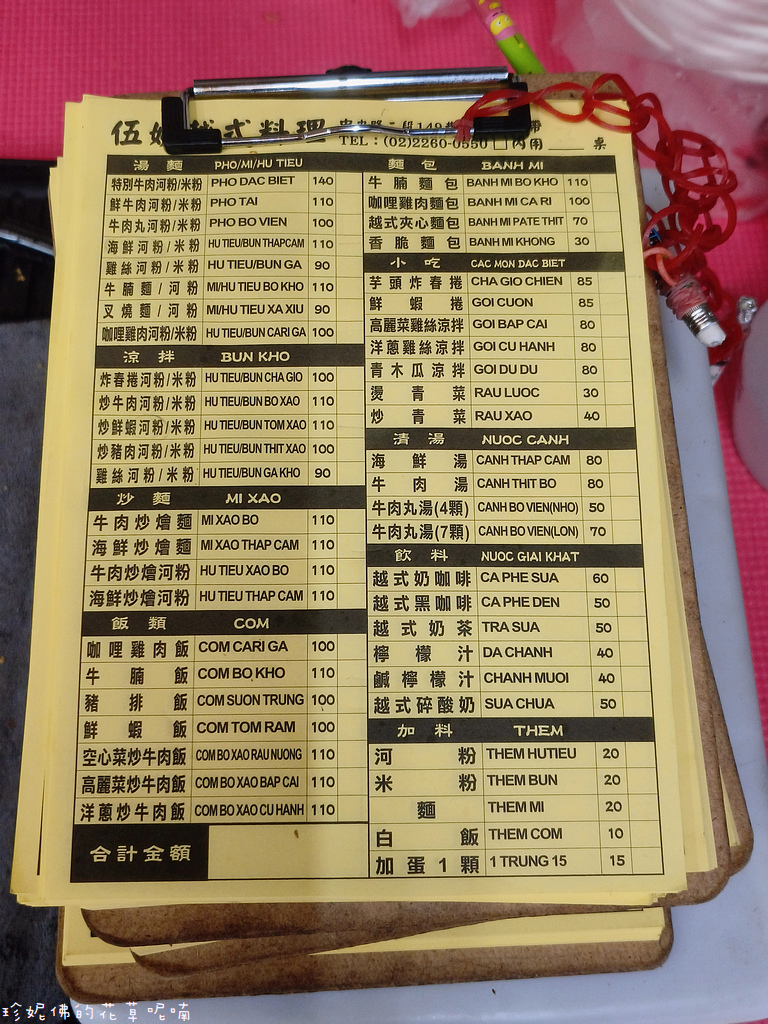 伍 越式料理
TEL：(02)2260-0550 □內用 桌
湯麵 PHO/MI/HU TIEU
特別牛肉河粉/米粉 PHO DAC BIET 140
鮮牛肉河粉/米粉 PHO TAI 110
牛肉丸河粉/米粉 PHO BO VIEN 100
海鮮河粉/米粉 HU TIEU/BUN THAPCAM 110
雞絲河粉/米粉 HU TIEU/BUN GA 90
牛腩麵/河粉 MI/HU TIEU BO KHO 110
叉燒麵/河粉 MI/HU TIEU XA XIU 90
咖哩雞肉河粉/米粉 HU TIEU/BUN CARI GA 100
涼拌 BUN KHO
炸春捲河粉/米粉 HU TIEU/BUN CHA GIO 100
炒牛肉河粉/米粉 HU TIEU/BUN BO XAO 110
炒鮮蝦河粉/米粉 HU TIEU/BUN TOM XAO 110
炒豬肉河粉/米粉 HU TIEU/BUN THIT XAO 100
雞絲河粉/米粉 HU TIEU/BUN GA KHO 90
炒麵 MI XAO
牛肉炒燴麵 MI XAO BO 110
海鮮炒燴麵 MI XAO THAP CAM 110
牛肉炒燴河粉 HU TIEU XAO BO 110
海鮮炒燴河粉 HU TIEU THAP CAM 110
飯類 COM
咖哩雞肉飯 COM CARI GA 100
牛腩飯 COM BO KHO 110
豬排飯 COM SUON TRUNG 100
鮮蝦飯 COM TOM RAM 100
空心菜炒牛肉飯 COM BO XAO RAU NUONG 110
高麗菜炒牛肉飯 COM BO XAO BAP CAI 110
洋蔥炒牛肉飯 COM BO XAO CU HANH 110
合計金額
麵包 BANH MI
牛腩麵包 BANH MI BO KHO 110
咖哩雞肉麵包 BANH MI CA RI 100
越式夾心麵包 BANH MI PATE THIT 70
香脆麵包 BANH MI KHONG 30
小吃 CAC MON DAC BIET
芋頭炸春捲 CHA GIO CHIEN 85
鮮蝦捲 GOI CUON 85
高麗菜雞絲涼拌 GOI BAP CAI 80
洋蔥雞絲涼拌 GOI CU HANH 80
青木瓜涼拌 GOI DU DU 80
燙青菜 RAU LUOC 30
炒青菜 RAU XAO 40
清湯 NUOC CANH
海鮮湯 CANH THAP CAM 80
牛肉湯 CANH THIT BO 80
牛肉丸湯(4顆) CANH BO VIEN(NHO) 50
牛肉丸湯(7顆) CANH BO VIEN(LON) 70
飲料 NUOC GIAI KHAT
越式奶咖啡 CA PHE SUA 60
越式黑咖啡 CA PHE DEN 50
越式奶茶 TRA SUA 50
檸檬汁 DA CHANH 40
鹹檸檬汁 CHANH MUOI 40
越式碎酸奶 SUA CHUA 50
加料 THEM
河粉 THEM HUTIEU 20
米粉 THEM BUN 20
麵 THEM MI 20
白飯 THEM COM 10
加蛋1顆 1 TRUNG 15 15
珍妮佛的花草呢喃